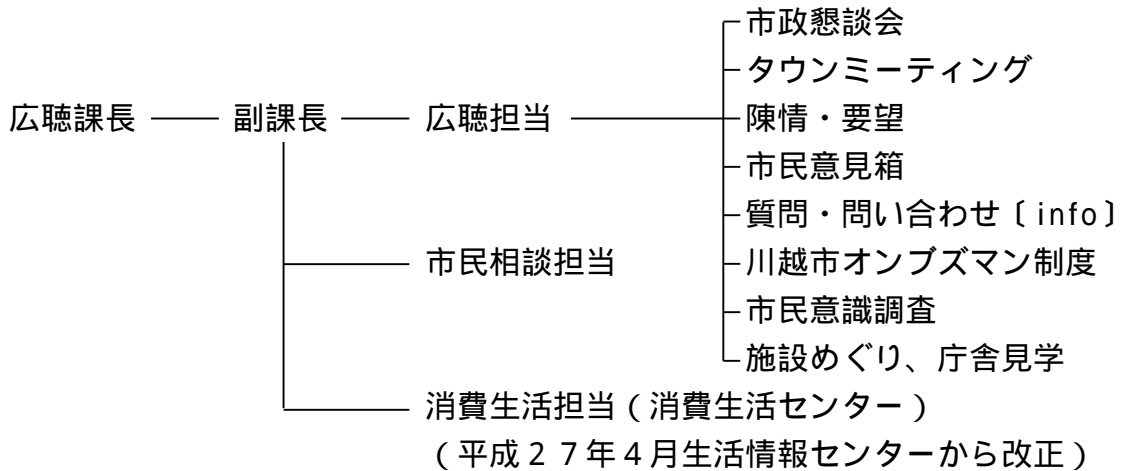 市政懇談会
タウンミーティング
広聴課長 副課長 広聴担当 陳情・要望
市民意見箱
質問・問い合わせ〔info〕
市民相談担当 川越市オンブズマン制度
市民意識調査
施設めぐり、庁舎見学
消費生活担当(消費生活センター)
(平成27年4月生活情報センターから改正)